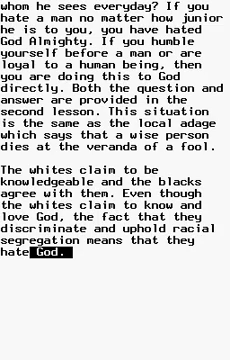 whom he sees everyday? If you
hate a man no matter how junior
he is to you, you have hated
God Almighty. If you humble
yourself before a man or are
loyal to a human being, then
you are doing this to God
directly. Both the question and
answer are provided in the
second lesson. This situation
is the same as the local adage
which says that a wise person
dies at the veranda of a fool.

The whites claim to be
knowledgeable and the blacks
agree with them. Even though
the whites claim to know and
love God, the fact that they
discriminate and uphold racial
segregation means that they
hate God.